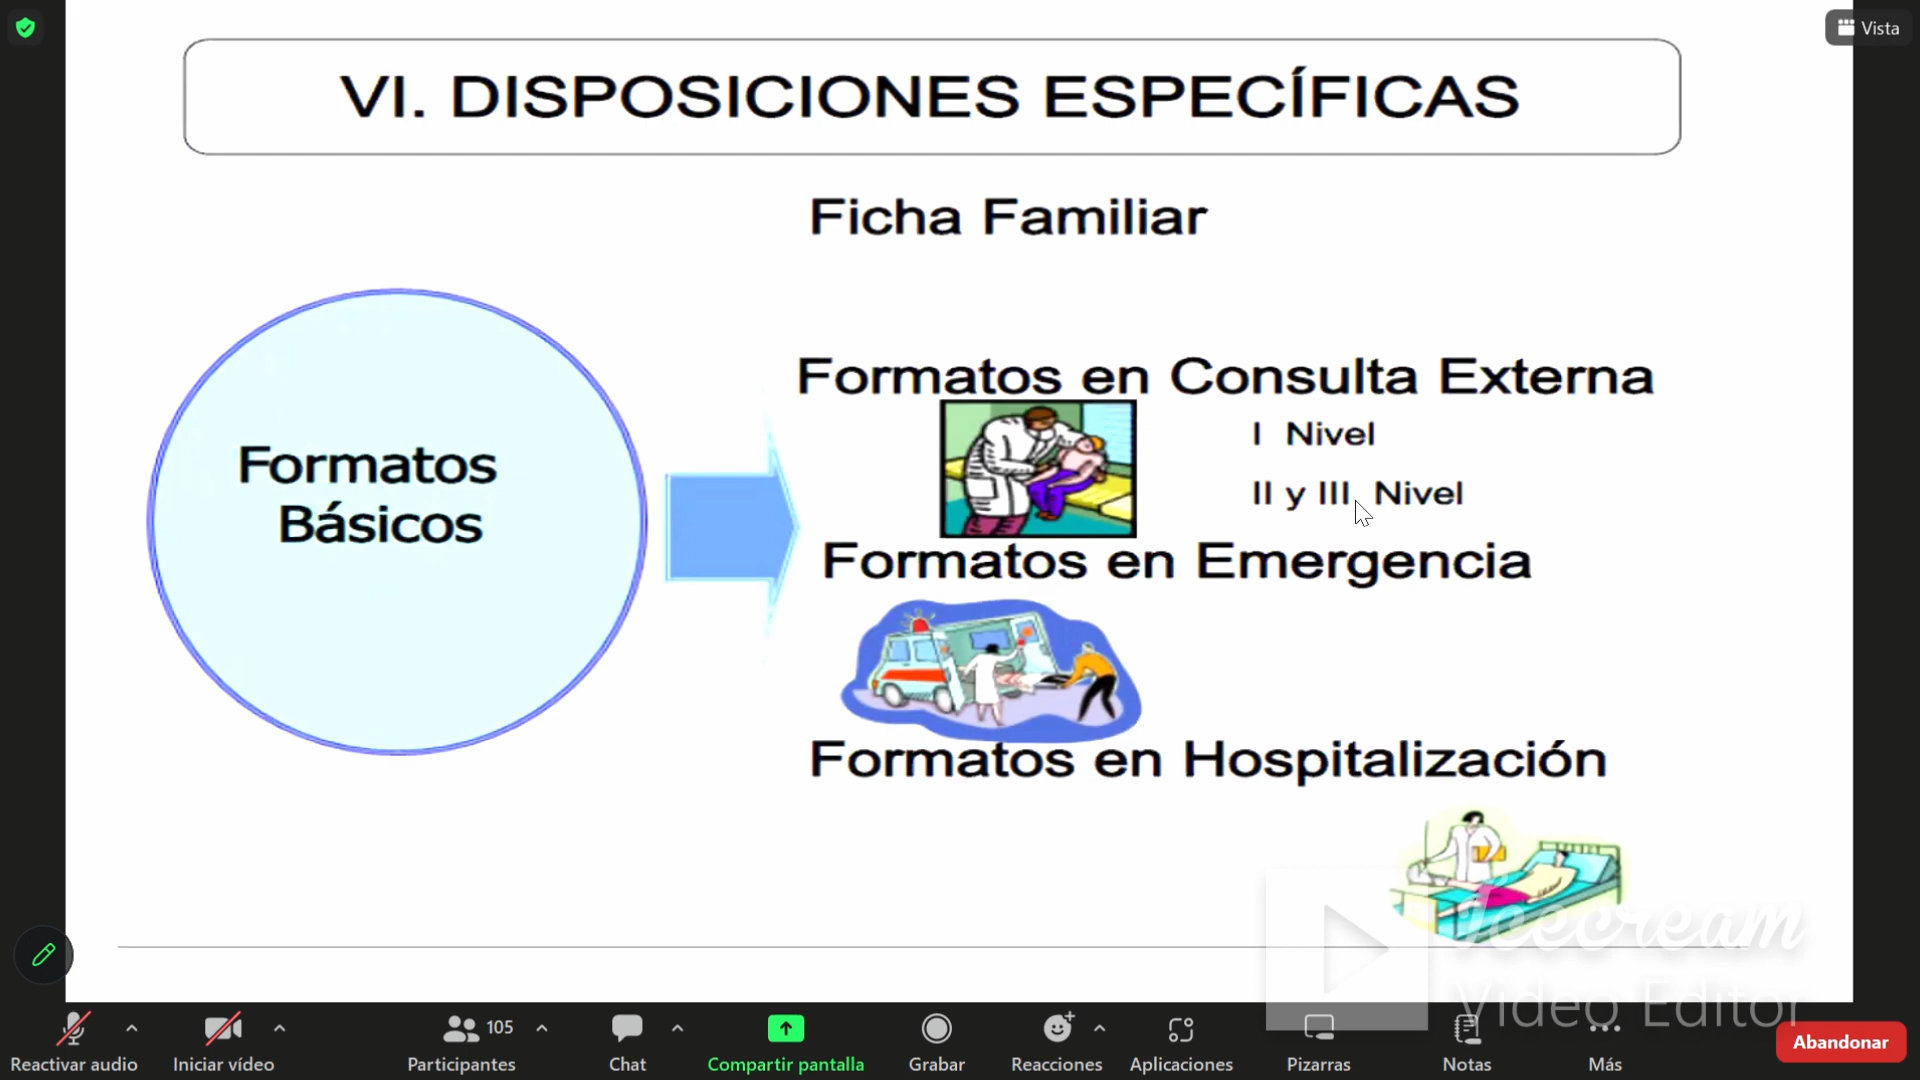 Vista
VI. DISPOSICIONES ESPECÍFICAS
Ficha Familiar
Formatos en Consulta Externa
I Nivel
II y III Nivel
Formatos
Básicos
Formatos en Emergencia
Formatos en Hospitalización
Icecream
Video Editor
105
Reactivar audio
Iniciar vídeo
Participantes
Chat
Compartir pantalla
Grabar
Reacciones
Aplicaciones
Pizarras
Notas
Más
Abandonar